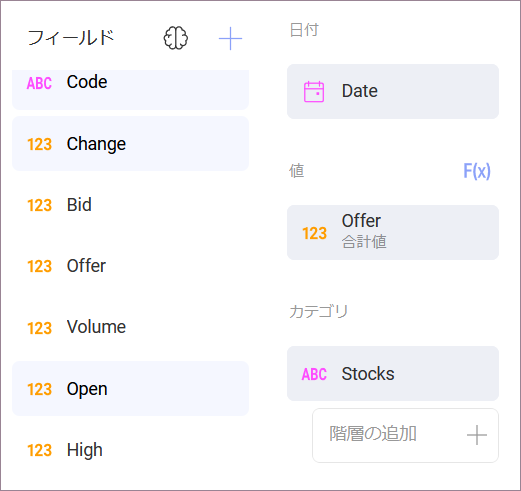 フィールド
ABC Code
123 Change
123 Bid
123 Offer
123 Volume
123 Open
123 High
日付
Date
値 F(x)
123 Offer
合計値
カテゴリ
ABC Stocks
階層の追加